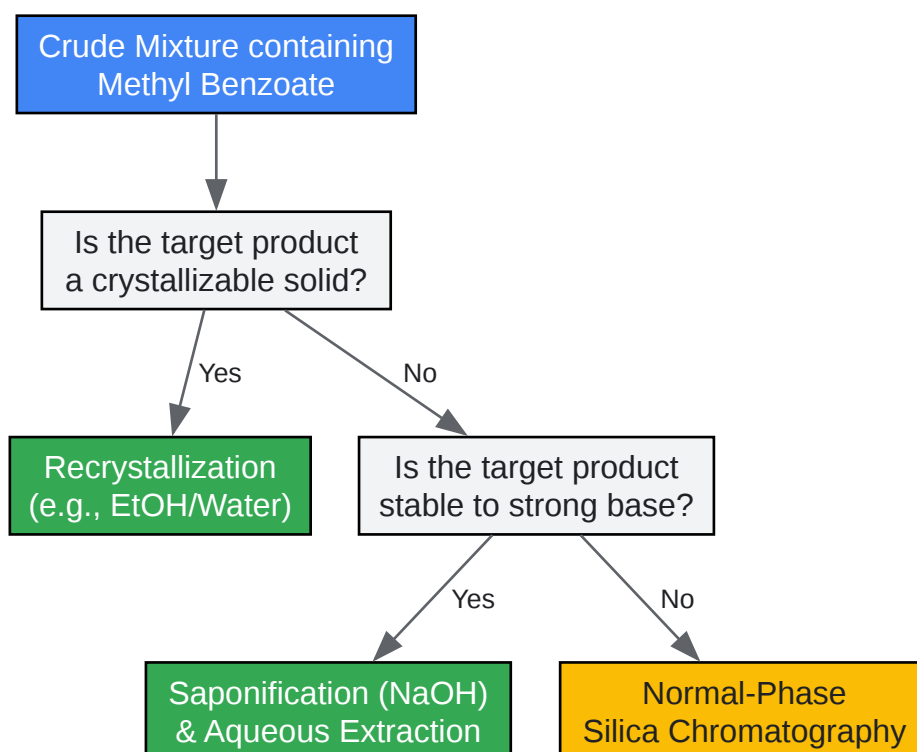 Crude Mixture containing
Methyl Benzoate
Is the target product
a crystallizable solid?
Yes
No
Recrystallization
(e.g., EtOH/Water)
Is the target product
stable to strong base?
Yes
No
Saponification (NaOH)
& Aqueous Extraction
Normal-Phase
Silica Chromatography